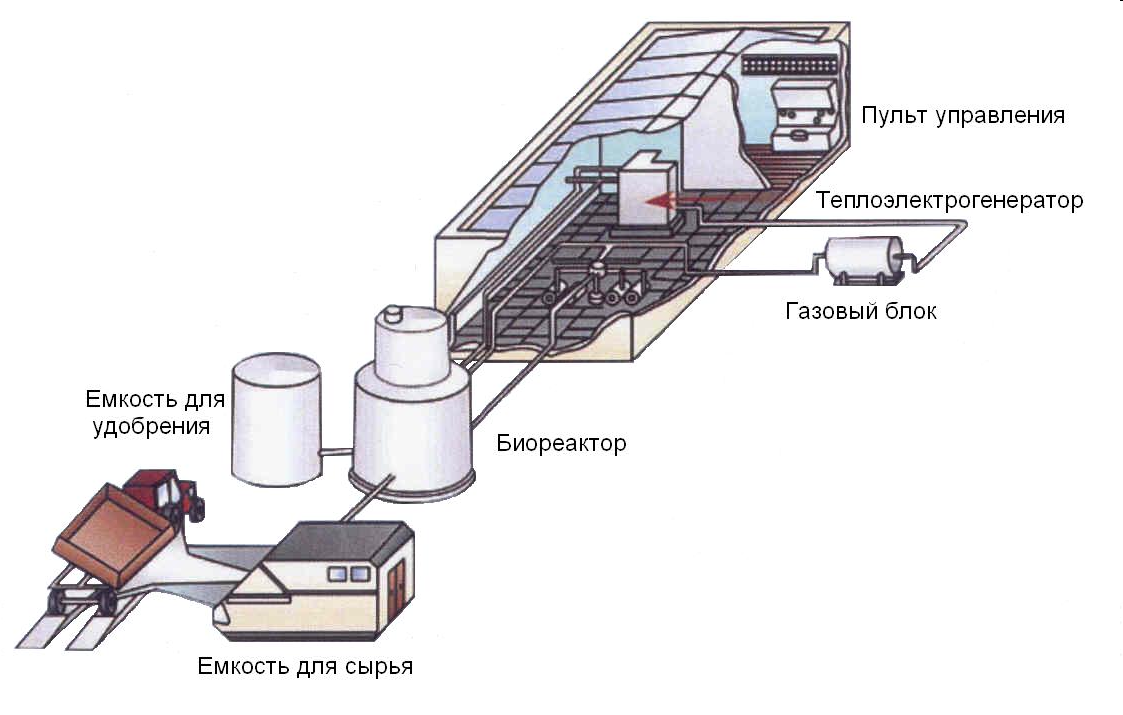 Пульт управления
Теплоэлектрогенератор
Газовый блок
Емкость для
удобрения
Биореактор
Емкость для сырья